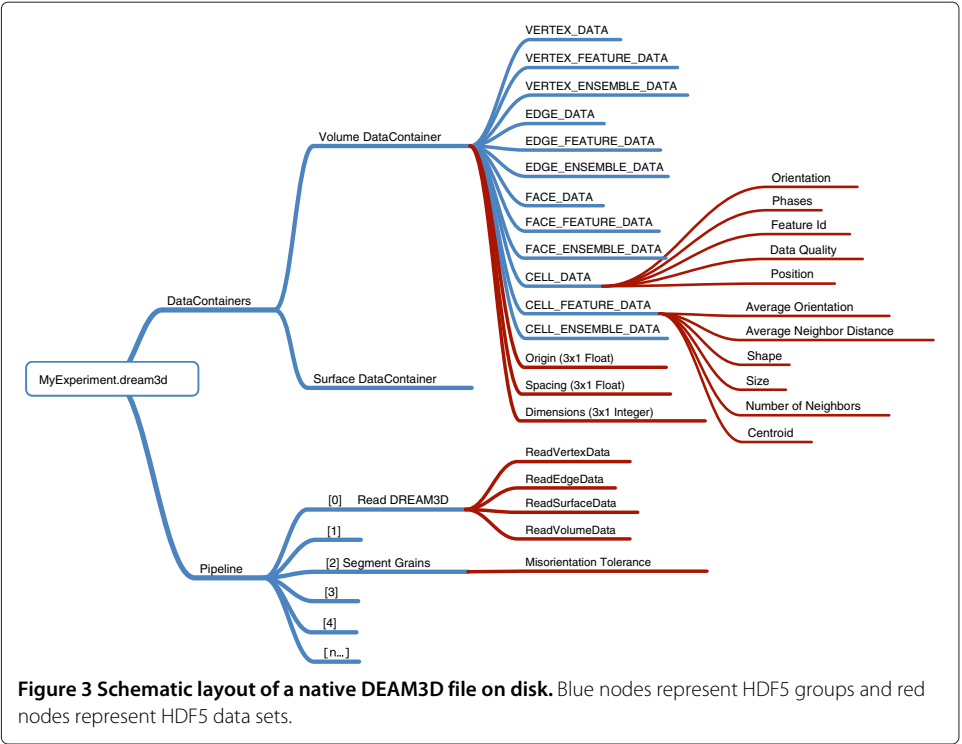 VERTEX_DATA
VERTEX_FEATURE_DATA
VERTEX_ENSEMBLE_DATA
EDGE_DATA
Volume DataContainer
EDGE_FEATURE_DATA
EDGE_ENSEMBLE_DATA
FACE_DATA
FACE_FEATURE_DATA
FACE_ENSEMBLE_DATA
CELL_DATA
Orientation
Phases
Feature Id
Data Quality
Position
DataContainers
CELL_FEATURE_DATA
CELL_ENSEMBLE_DATA
Average Orientation
Average Neighbor Distance
Shape
Size
Number of Neighbors
Centroid
Origin (3x1 Float)
Spacing (3x1 Float)
Dimensions (3x1 Integer)
MyExperiment.dream3d
Surface DataContainer
ReadVertexData
ReadEdgeData
ReadSurfaceData
ReadVolumeData
[0] Read DREAM3D
[1]
Pipeline
[2] Segment Grains
Misorientation Tolerance
[3]
[4]
[ n... ]
Figure 3 Schematic layout of a native DEAM3D file on disk. Blue nodes represent HDF5 groups and red
nodes represent HDF5 data sets.